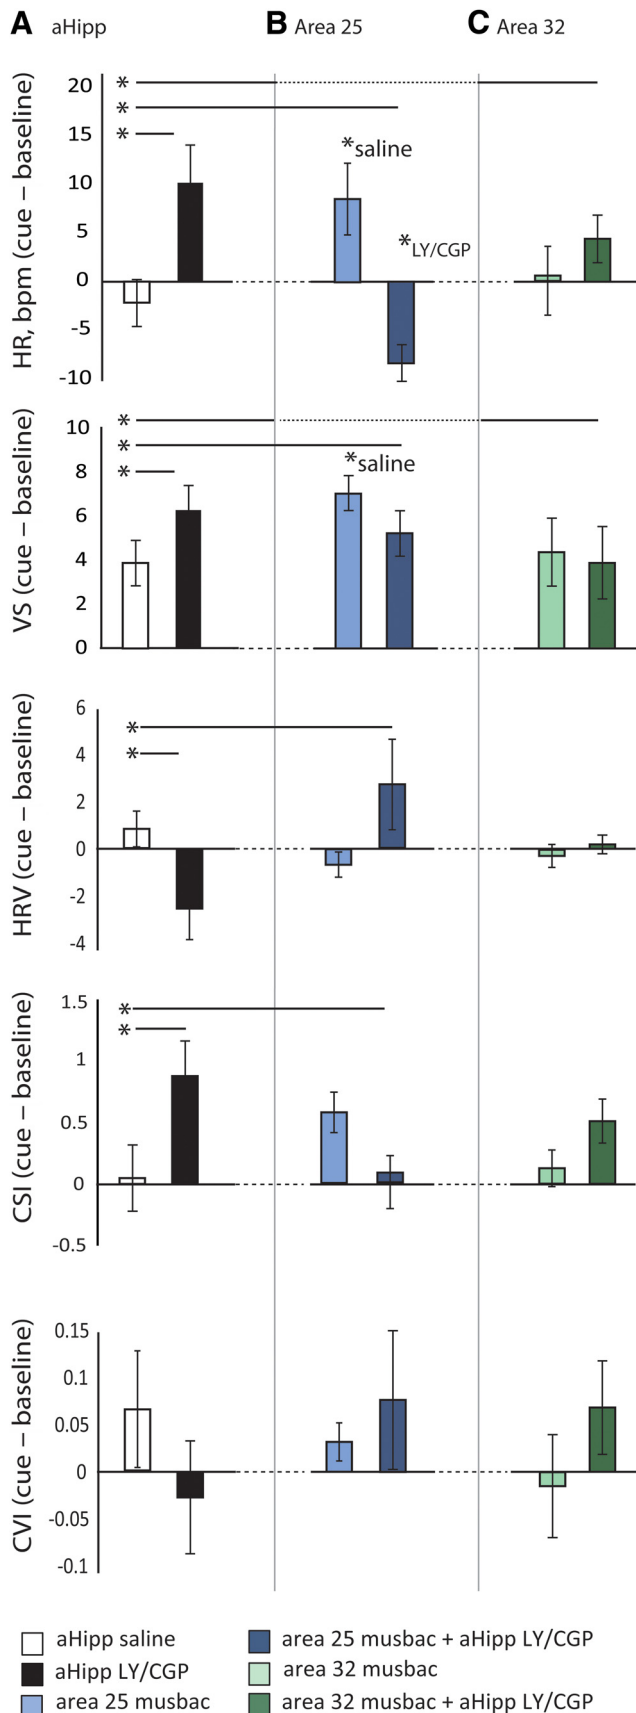 A aHipp B Area 25 C Area 32
HR, bpm (cue – baseline)
20
15
10
5
0
-5
-10
*
*
*
*saline
*LY/CGP
VS (cue – baseline)
10
8
6
4
2
0
*
*
*
*saline
HRV (cue – baseline)
6
4
2
0
-2
-4
*
*
CSI (cue – baseline)
1.5
1
0.5
0
-0.5
*
*
CVI (cue – baseline)
0.15
0.1
0.05
0
-0.05
-0.1
aHipp saline
aHipp LY/CGP
area 25 musbac
area 25 musbac + aHipp LY/CGP
area 32 musbac
area 32 musbac + aHipp LY/CGP